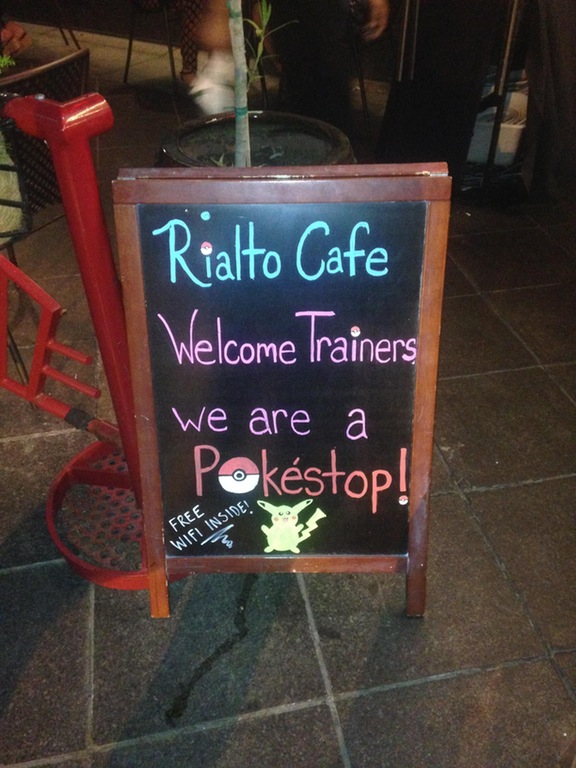 Rialto Cafe
Welcome Trainers
we are a
Pokéstop!
FREE
WIFI INSIDE!